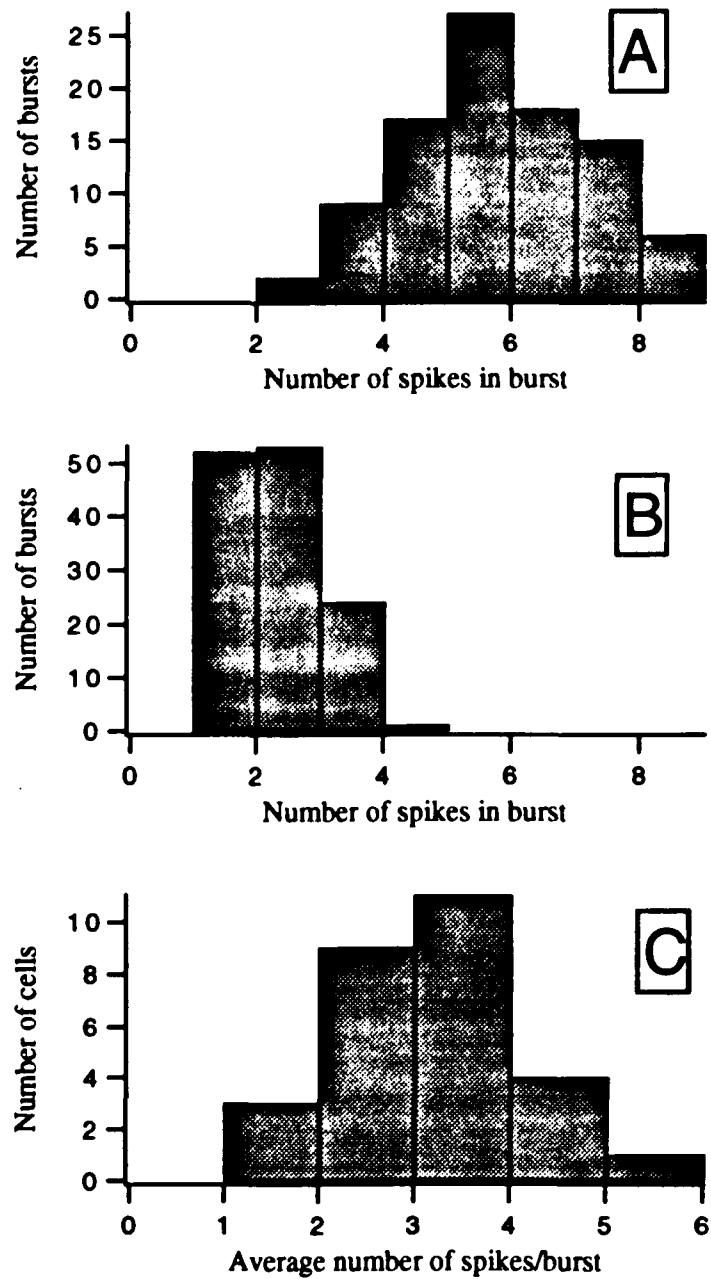 A
Number of bursts
25
20
15
10
5
0
0 2 4 6 8
Number of spikes in burst
B
Number of bursts
50
40
30
20
10
0
0 2 4 6 8
Number of spikes in burst
C
Number of cells
10
8
6
4
2
0
0 1 2 3 4 5 6
Average number of spikes/burst